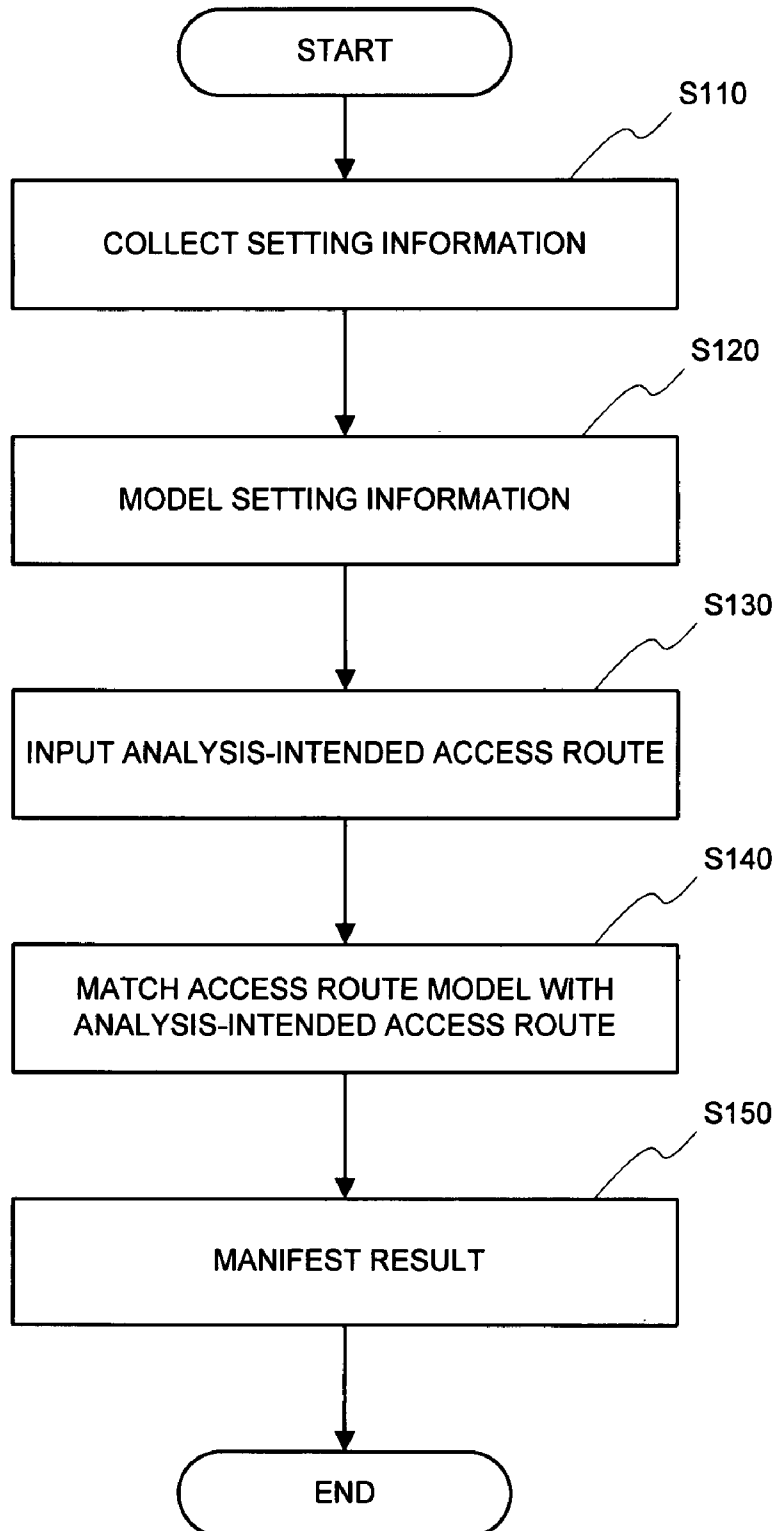 START
S110
COLLECT SETTING INFORMATION
S120
MODEL SETTING INFORMATION
S130
INPUT ANALYSIS-INTENDED ACCESS ROUTE
S140
MATCH ACCESS ROUTE MODEL WITH
ANALYSIS-INTENDED ACCESS ROUTE
S150
MANIFEST RESULT
END